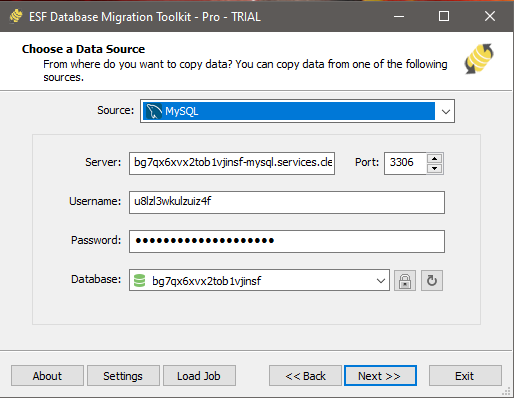 ESF Database Migration Toolkit - Pro - TRIAL
Choose a Data Source
From where do you want to copy data? You can copy data from one of the following
sources.
Source: MySQL
Server: bg7qx6xvx2tob1vjinsf-mysql.services.cle Port: 3306
Username: u8lzl3wkulzuiz4f
Password: ••••••••••••••••••••
Database: bg7qx6xvx2tob1vjinsf
About Settings Load Job << Back Next >> Exit